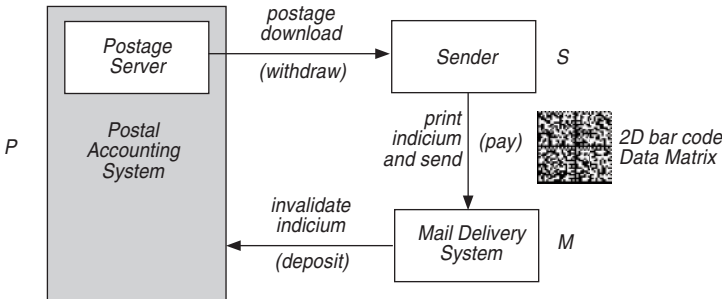 postage
download
(withdraw)
Postage
Server
Sender
S
P
Postal
Accounting
System
print
indicium
and send
(pay)
2D bar code
Data Matrix
invalidate
indicium
(deposit)
Mail Delivery
System
M